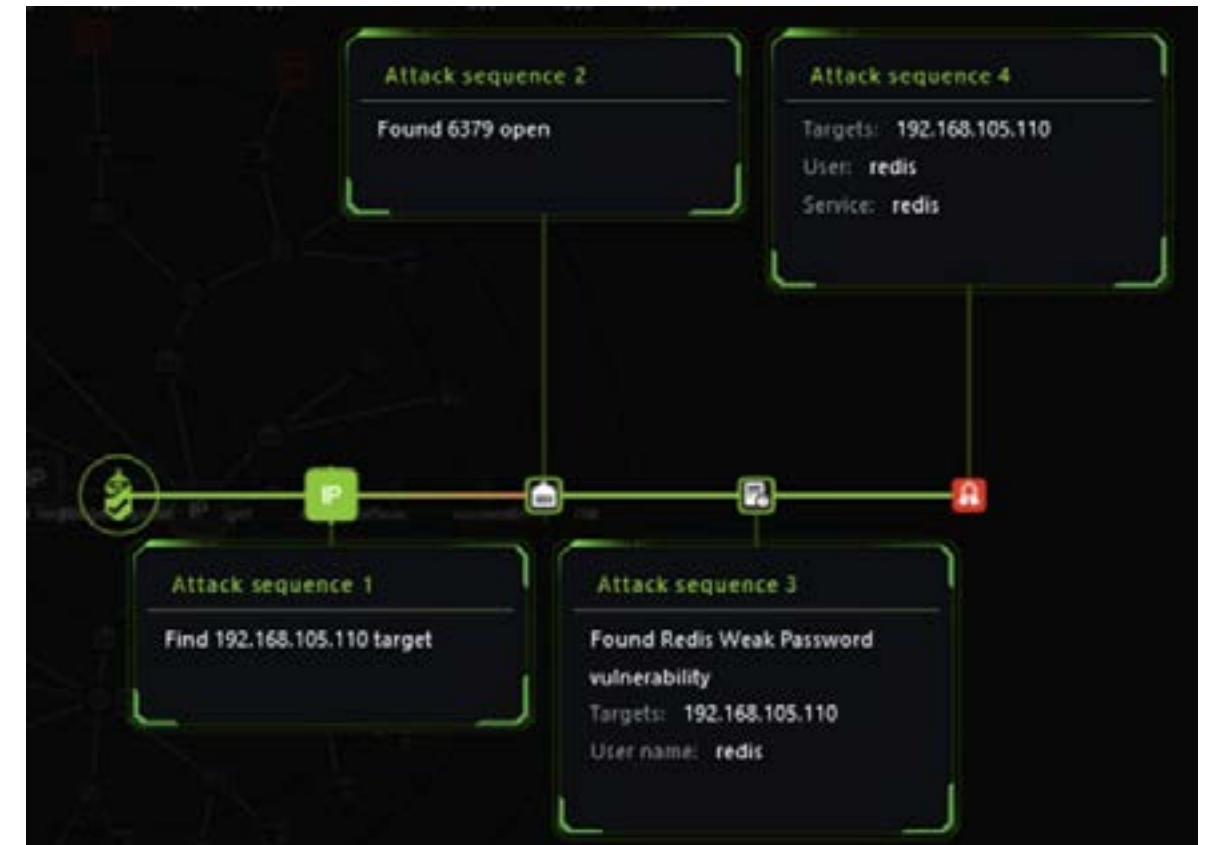 Attack sequence 2
Found 6379 open
Attack sequence 4
Targets: 192.168.105.110
User: redis
Service: redis
IP
Attack sequence 1
Find 192.168.105.110 target
Attack sequence 3
Found Redis Weak Password
vulnerability
Targets: 192.168.105.110
User name: redis